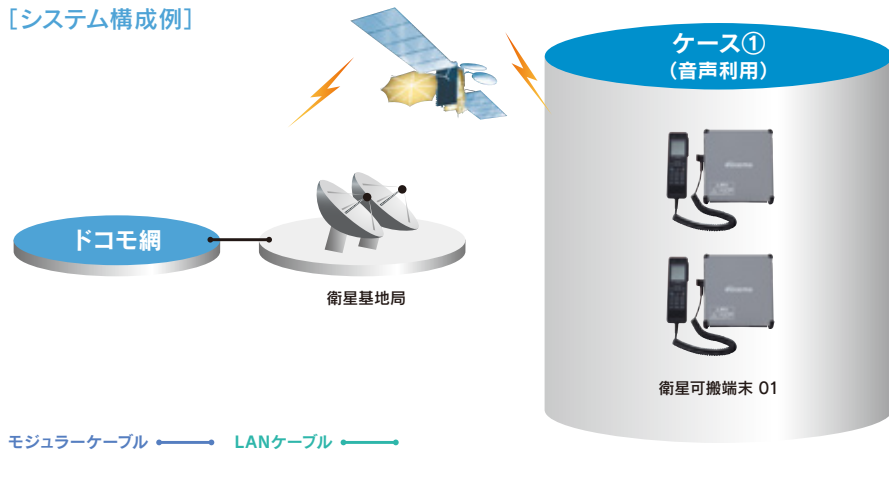 [システム構成例]
ケース①
（音声利用）
ドコモ網
衛星基地局
衛星可搬端末 01
モジュラーケーブル
LANケーブル